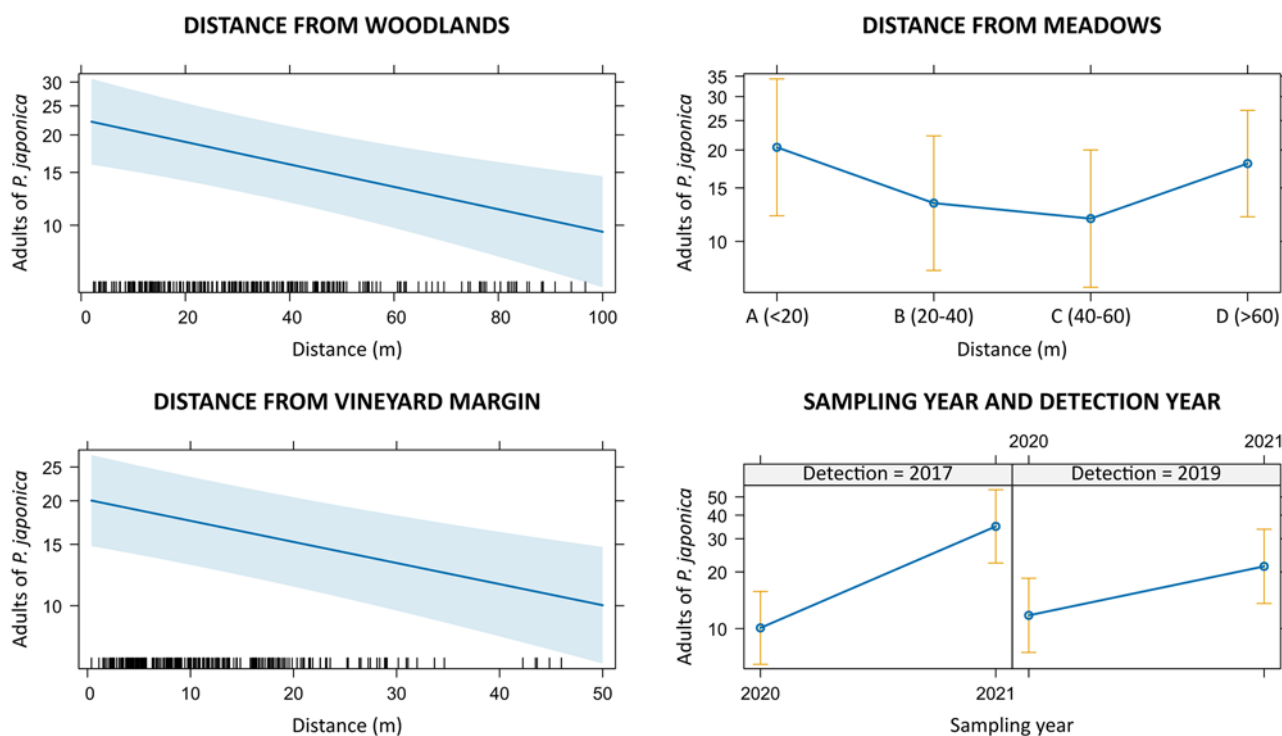 DISTANCE FROM WOODLANDS
Adults of P. japonica
30
25
20
15
10
0 20 40 60 80 100
Distance (m)
DISTANCE FROM MEADOWS
Adults of P. japonica
35
30
25
20
15
10
A (<20) B (20-40) C (40-60) D (>60)
Distance (m)
DISTANCE FROM VINEYARD MARGIN
Adults of P. japonica
25
20
15
10
0 10 20 30 40 50
Distance (m)
SAMPLING YEAR AND DETECTION YEAR
2020 2021
Detection = 2017 Detection = 2019
Adults of P. japonica
50
40
30
20
10
2020 2021
Sampling year